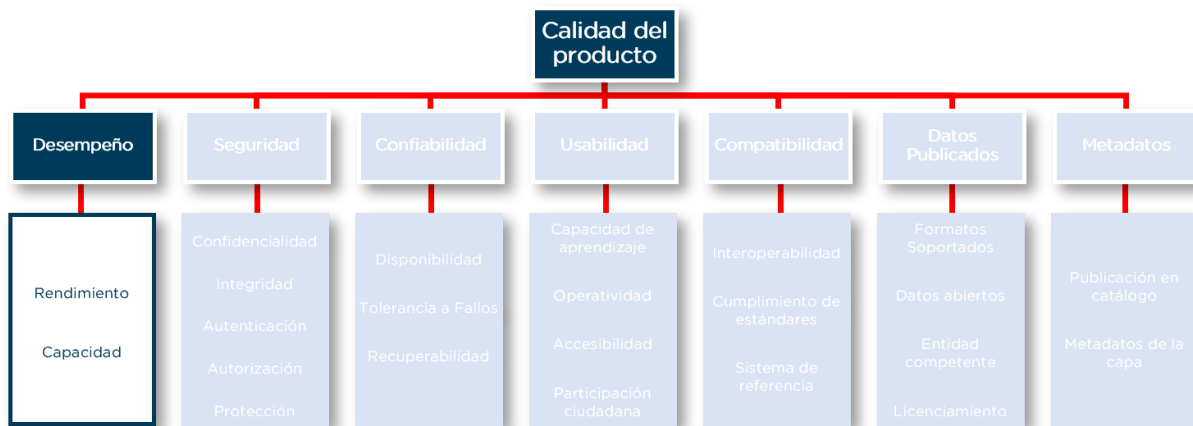 Calidad del
producto
Desempeño
Seguridad
Confiabilidad
Usabilidad
Compatibilidad
Datos
Publicados
Metadatos
Rendimiento
Capacidad
Confidencialidad
Integridad
Autenticación
Autorización
Protección
Disponibilidad
Tolerancia a Fallos
Recuperabilidad
Capacidad de
aprendizaje
Operatividad
Accesibilidad
Participación
ciudadana
Interoperabilidad
Cumplimiento de
estándares
Sistema de
referencia
Formatos
Soportados
Datos abiertos
Entidad
competente
Licenciamiento
Publicación en
catálogo
Metadatos de la
capa